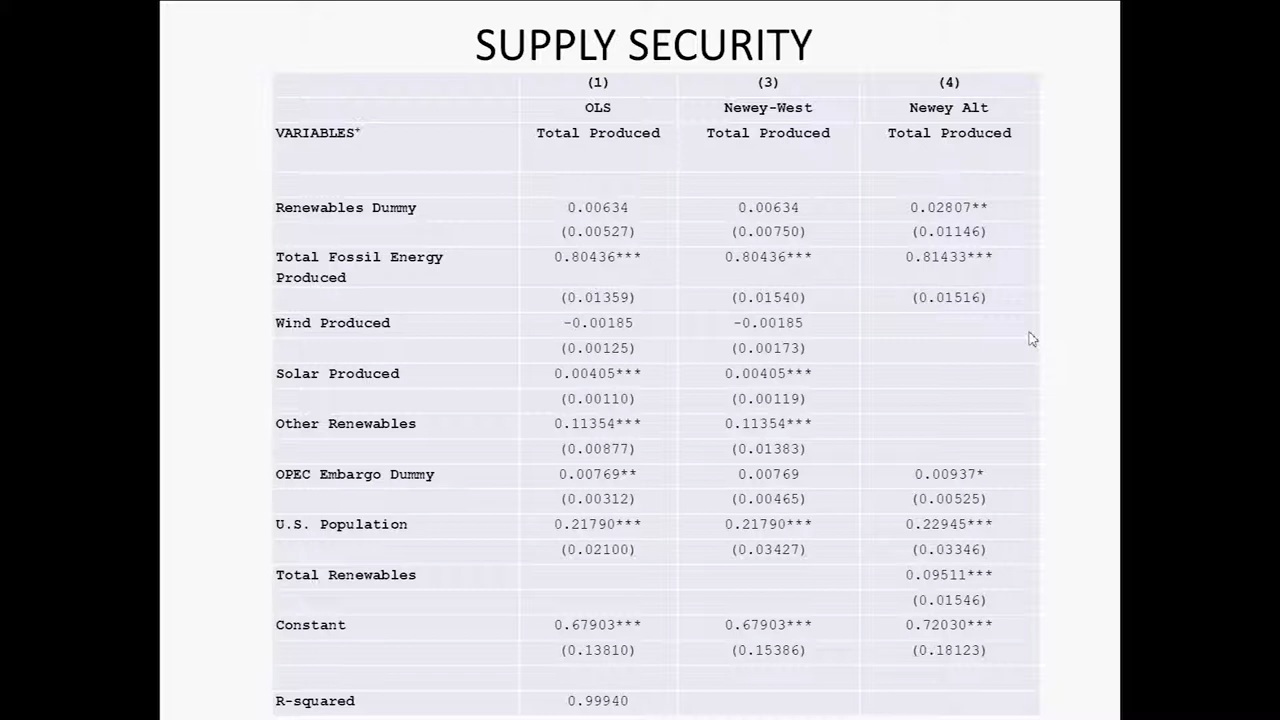 SUPPLY SECURITY
(1) (3) (4)
OLS Newey-West Newey Alt
VARIABLES+ Total Produced Total Produced Total Produced
Renewables Dummy 0.00634 0.00634 0.02807**
(0.00527) (0.00750) (0.01146)
Total Fossil Energy 0.80436*** 0.80436*** 0.81433***
Produced
(0.01359) (0.01540) (0.01516)
Wind Produced -0.00185 -0.00185
(0.00125) (0.00173)
Solar Produced 0.00405*** 0.00405***
(0.00110) (0.00119)
Other Renewables 0.11354*** 0.11354***
(0.00877) (0.01383)
OPEC Embargo Dummy 0.00769** 0.00769 0.00937*
(0.00312) (0.00465) (0.00525)
U.S. Population 0.21790*** 0.21790*** 0.22945***
(0.02100) (0.03427) (0.03346)
Total Renewables 0.09511***
(0.01546)
Constant 0.67903*** 0.67903*** 0.72030***
(0.13810) (0.15386) (0.18123)
R-squared 0.99940